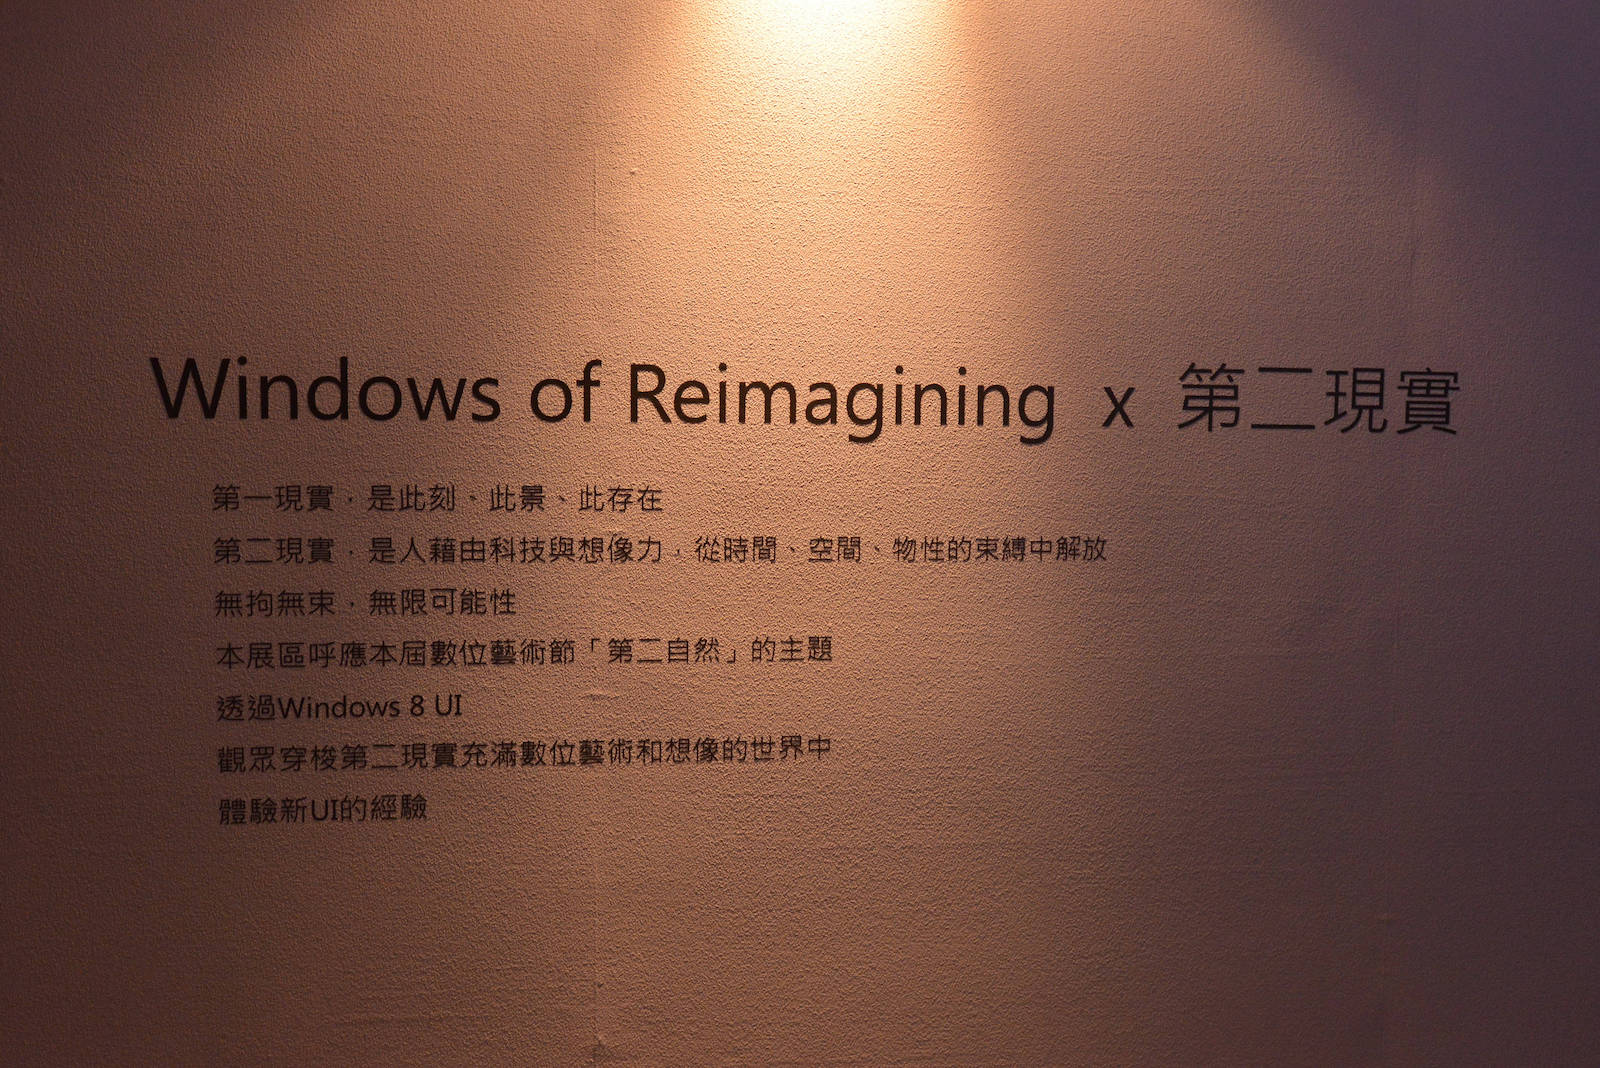 Windows of Reimagining x 第二現實
第一現實，是此刻、此景、此存在
第二現實，是人藉由科技與想像力，從時間、空間、物性的束縛中解放
無拘無束，無限可能性
本展區呼應本屆數位藝術節「第二自然」的主題
透過Windows 8 UI
觀眾穿梭第二現實充滿數位藝術和想像的世界中
體驗新UI的經驗